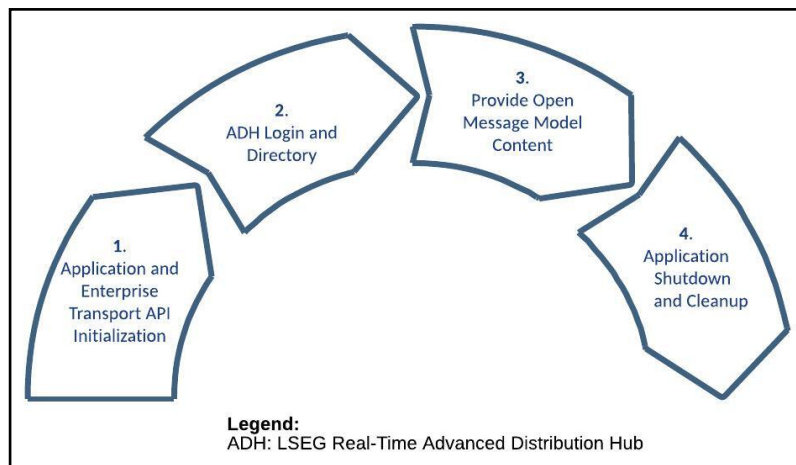 1.
Application and
Enterprise
Transport API
Initialization
2.
ADH Login and
Directory
3.
Provide Open
Message Model
Content
4.
Application
Shutdown
and Cleanup
Legend:
ADH: LSEG Real-Time Advanced Distribution Hub